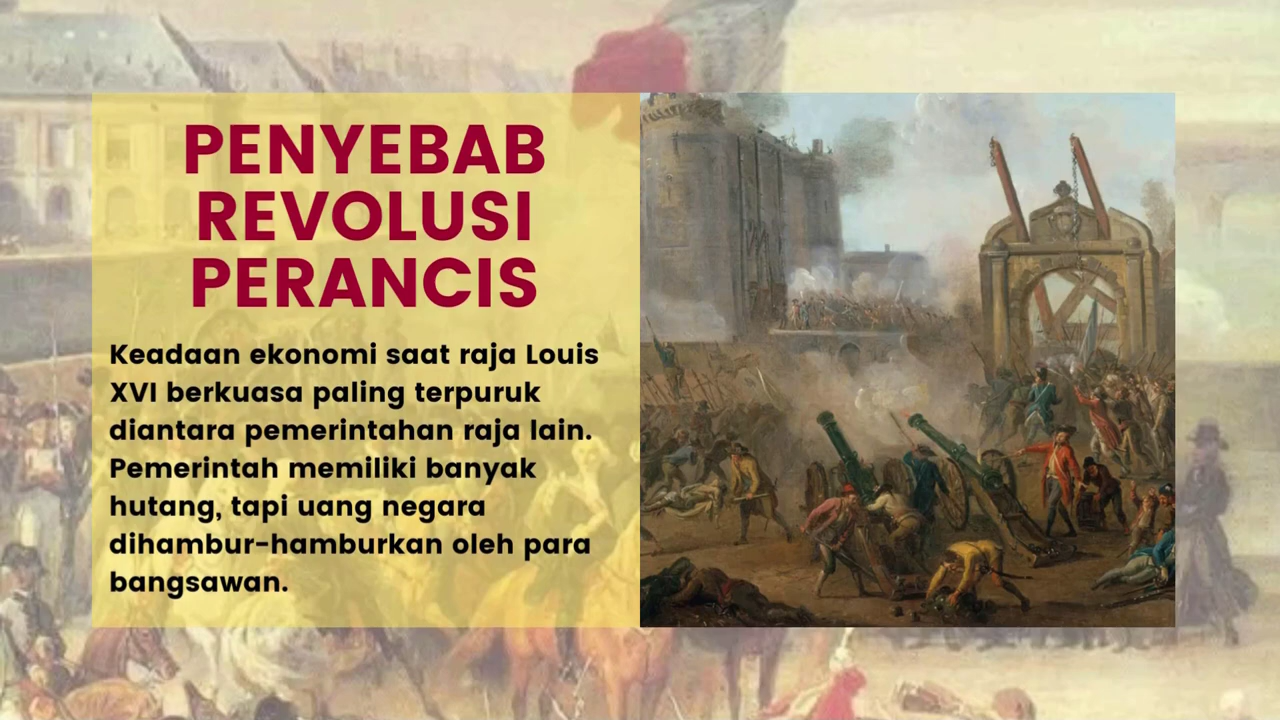 PENYEBAB
REVOLUSI
PERANCIS
Keadaan ekonomi saat raja Louis
XVI berkuasa paling terpuruk
diantara pemerintahan raja lain.
Pemerintah memiliki banyak
hutang, tapi uang negara
dihambur-hamburkan oleh para
bangsawan.